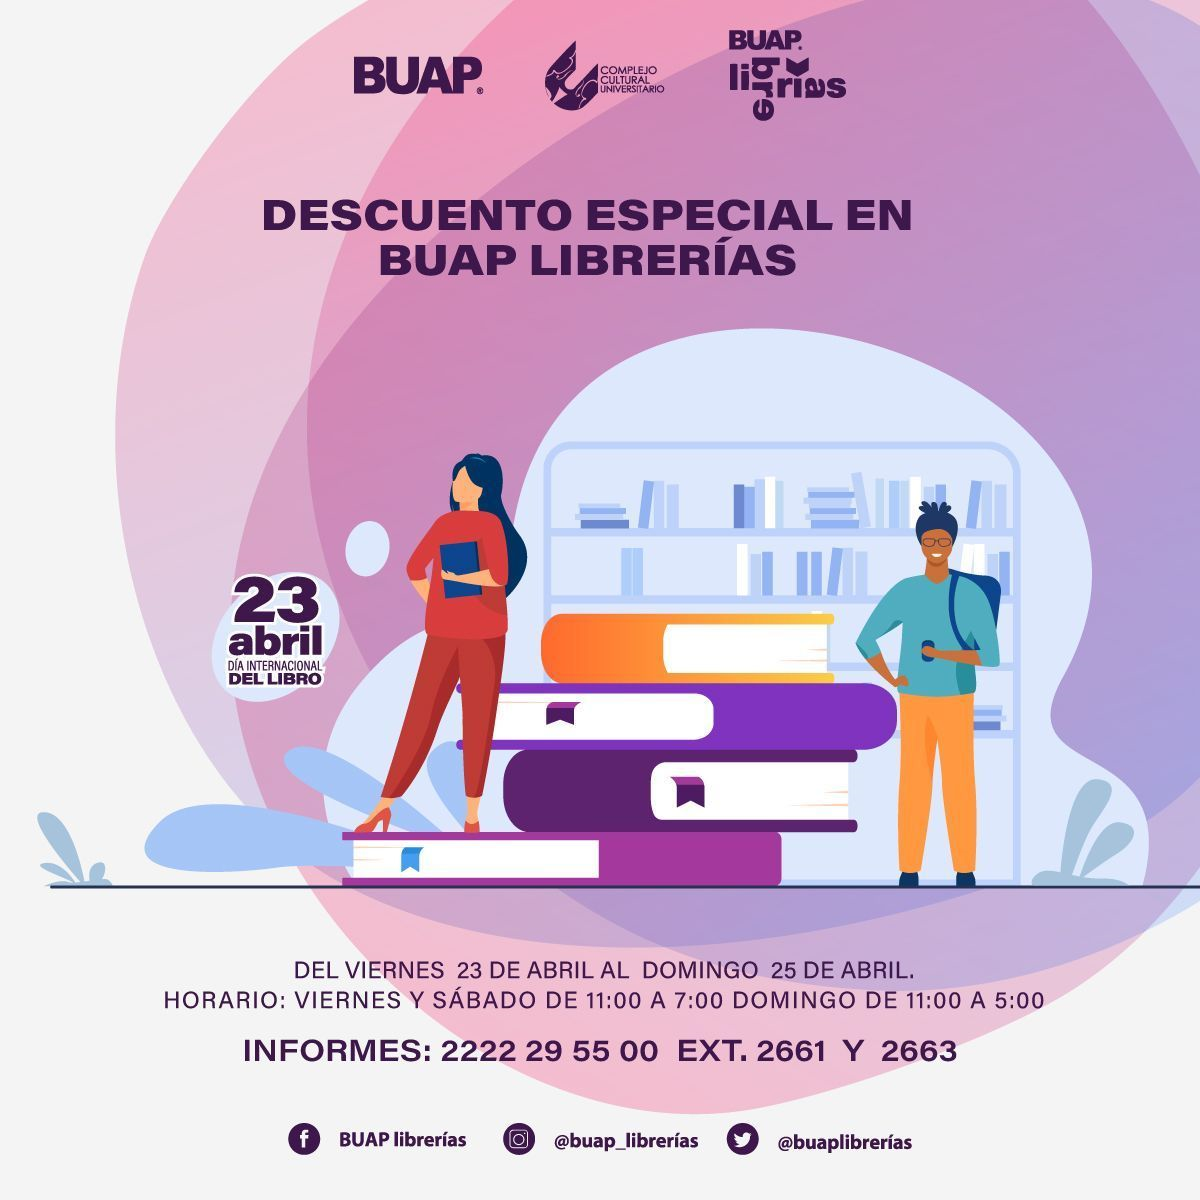 BUAP®
COMPLEJO
CULTURAL
UNIVERSITARIO
BUAP®
librerías
DESCUENTO ESPECIAL EN
BUAP LIBRERÍAS
23
abril
DÍA INTERNACIONAL
DEL LIBRO
DEL VIERNES 23 DE ABRIL AL DOMINGO 25 DE ABRIL.
HORARIO: VIERNES Y SÁBADO DE 11:00 A 7:00 DOMINGO DE 11:00 A 5:00
INFORMES: 2222 29 55 00 EXT. 2661 Y 2663
BUAP librerías @buap_librerías @buaplibrerías